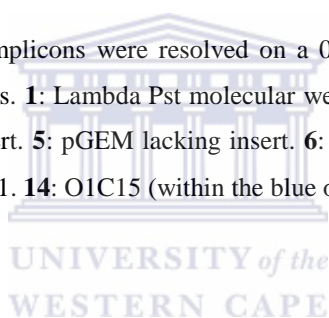 mplicons were resolved on a 0
s. 1: Lambda Pst molecular we
ert. 5: pGEM lacking insert. 6:
1. 14: O1C15 (within the blue o
UNIVERSITY of the
WESTERN CAPE